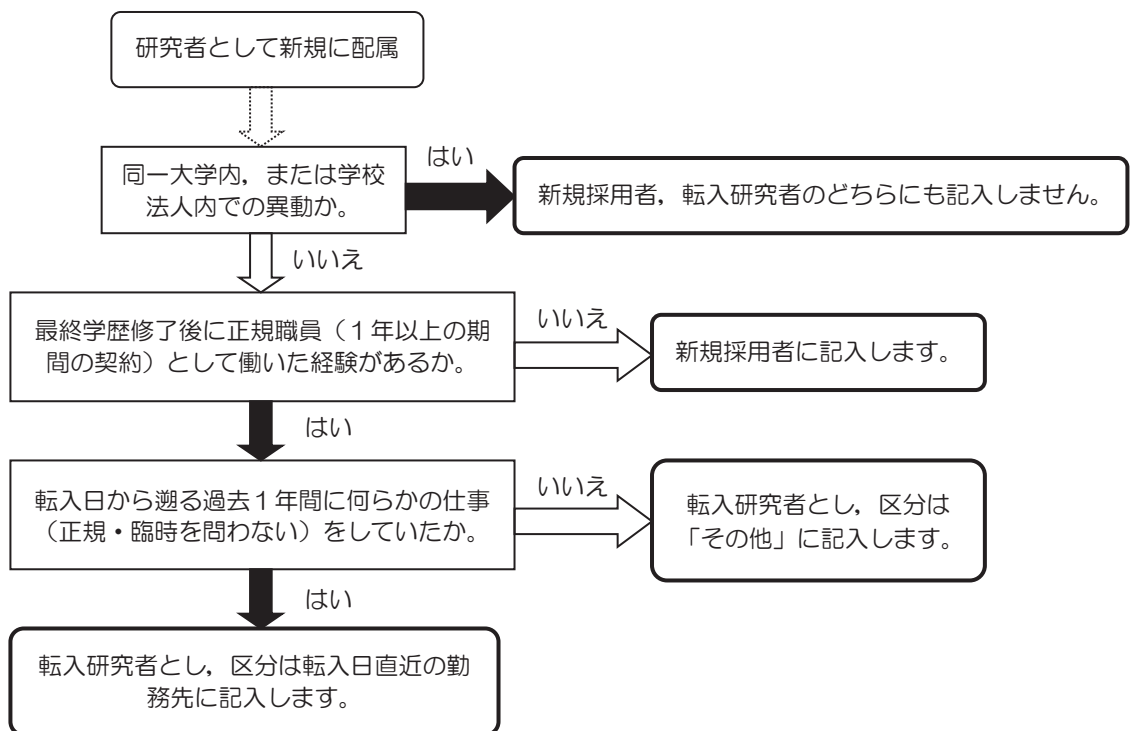 研究者として新規に配属
同一大学内，または学校
法人内での異動か。
はい
新規採用者，転入研究者のどちらにも記入しません。
いいえ
最終学歴修了後に正規職員（１年以上の期
間の契約）として働いた経験があるか。
いいえ
新規採用者に記入します。
はい
転入日から遡る過去１年間に何らかの仕事
（正規・臨時を問わない）をしていたか。
いいえ
転入研究者とし，区分は
「その他」に記入します。
はい
転入研究者とし，区分は転入日直近の勤
務先に記入します。